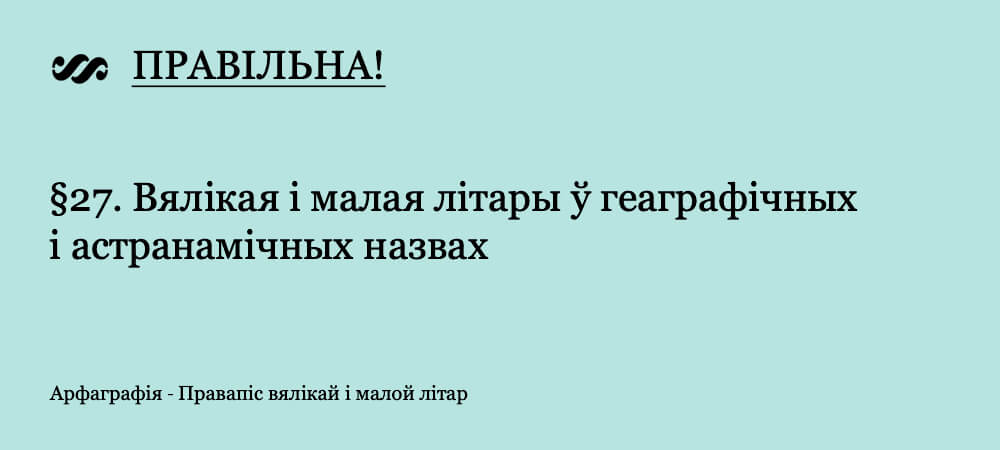 ПРАВІЛЬНА!
§27. Вялікая і малая літары ў геаграфічных
і астранамічных назвах
Арфаграфія - Правапіс вялікай і малой літар